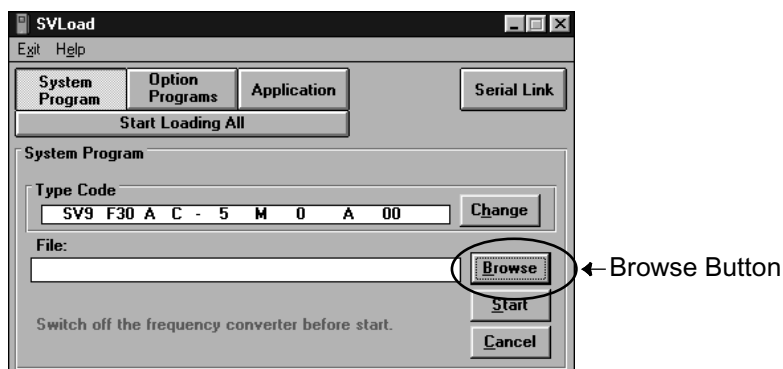 SVLoad
Exit Help
System Program
Option Programs
Application
Serial Link
Start Loading All
System Program
Type Code
SV9 F30 A C - 5 M 0 A 00
Change
File:
Browse
Browse Button
Start
Switch off the frequency converter before start.
Cancel